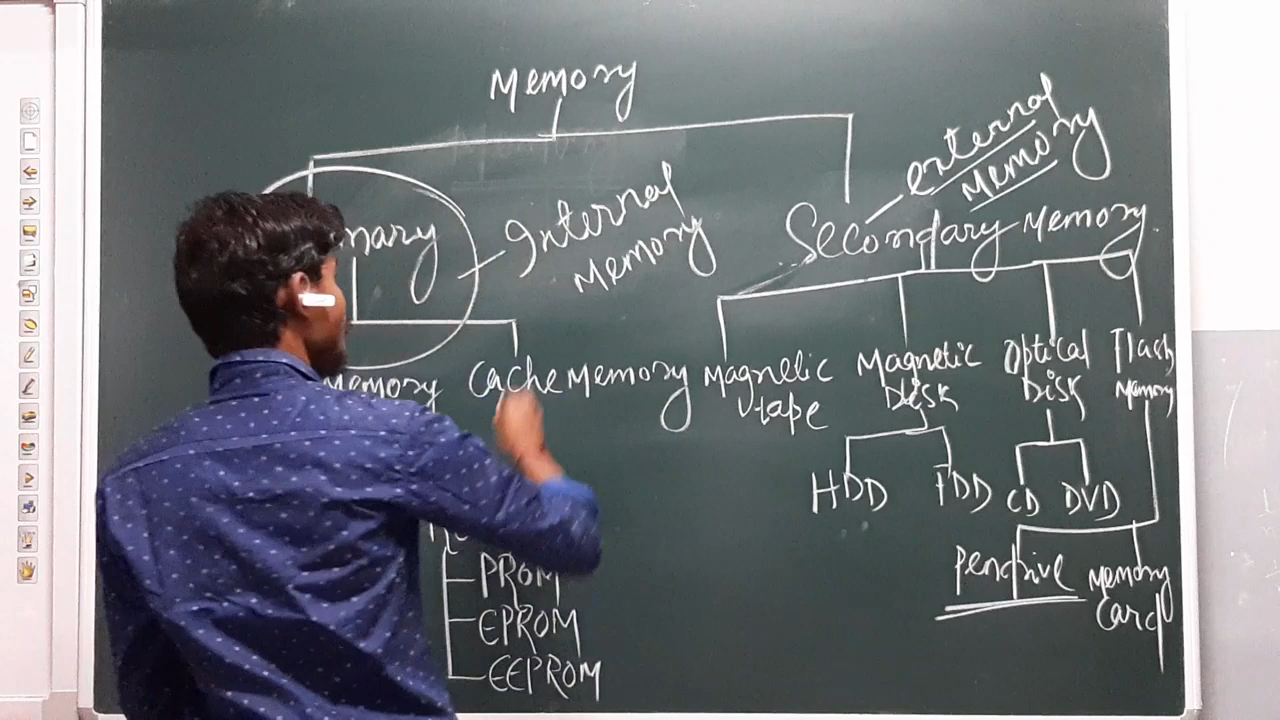 Memory
external
Memory
Internal
Memory
nary
Secondary Memory
Memory
Cache Memory
Magnetic
tape
Magnetic
Disk
Optical
Disk
Flash
Memory
HDD
FDD
CD
DVD
PROM
EPROM
EEPROM
Pendrive
Memory
Card